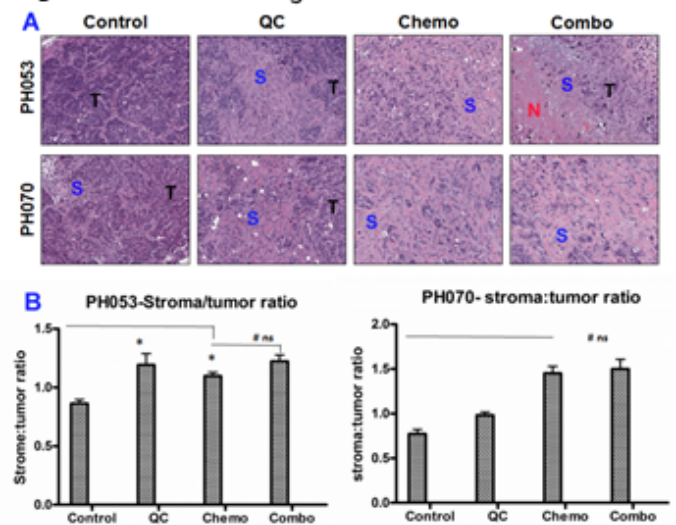 A
Control QC Chemo Combo
PH053
T
S T
S
N S T
PH070
S T
S T
S
S
B
PH053-Stroma/tumor ratio
Strome:tumor ratio
1.5
1.0
0.5
0.0
* * # ns
Control QC Chemo Combo
PH070- stroma:tumor ratio
stroma:tumor ratio
2.0
1.5
1.0
0.5
0.0
# ns
Control QC Chemo Combo